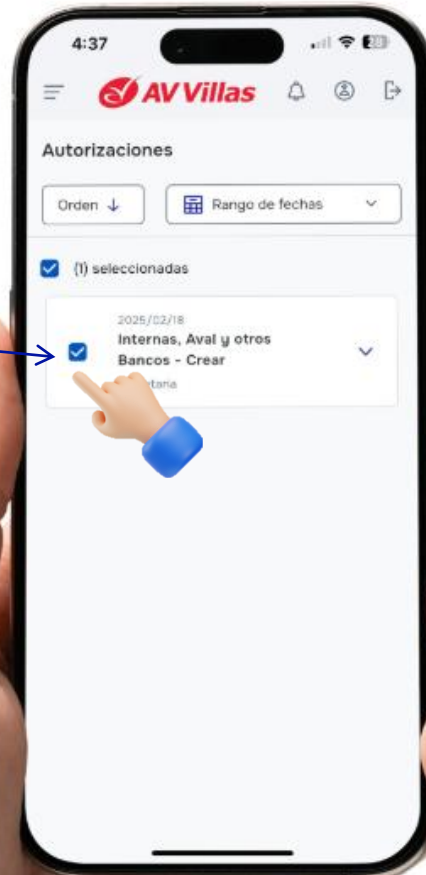 4:37
28
AV Villas
Autorizaciones
Orden
Rango de fechas
(1) seleccionadas
2025/02/18
Internas, Aval y otros
Bancos - Crear